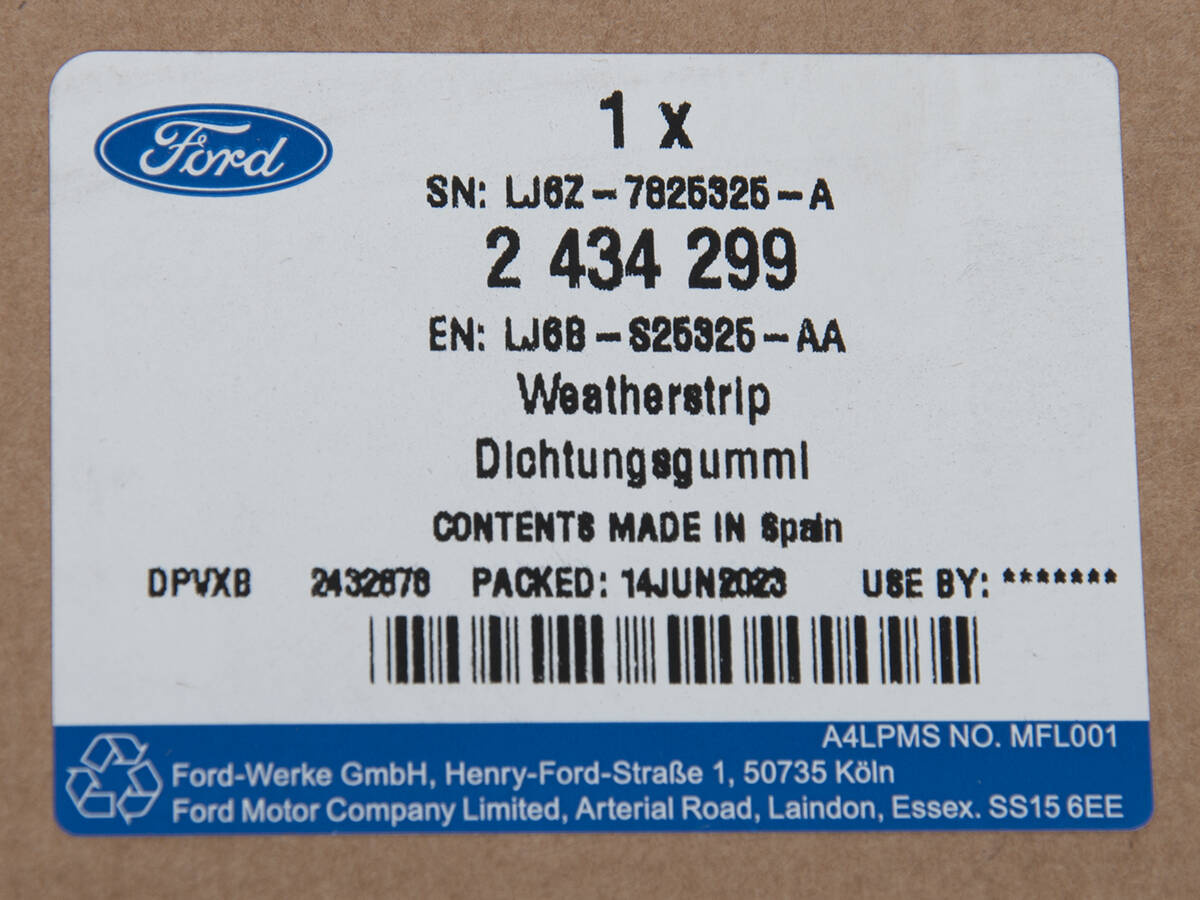 Ford
1 x
SN: LJ6Z-7825325-A
2 434 299
EN: LJ6B-S25325-AA
Weatherstrip
Dichtungsgummi
CONTENTS MADE IN Spain
DPVXB 2432678 PACKED: 14JUN2023 USE BY: *******
A4LPMS NO. MFL001
Ford-Werke GmbH, Henry-Ford-Straße 1, 50735 Köln
Ford Motor Company Limited, Arterial Road, Laindon, Essex. SS15 6EE